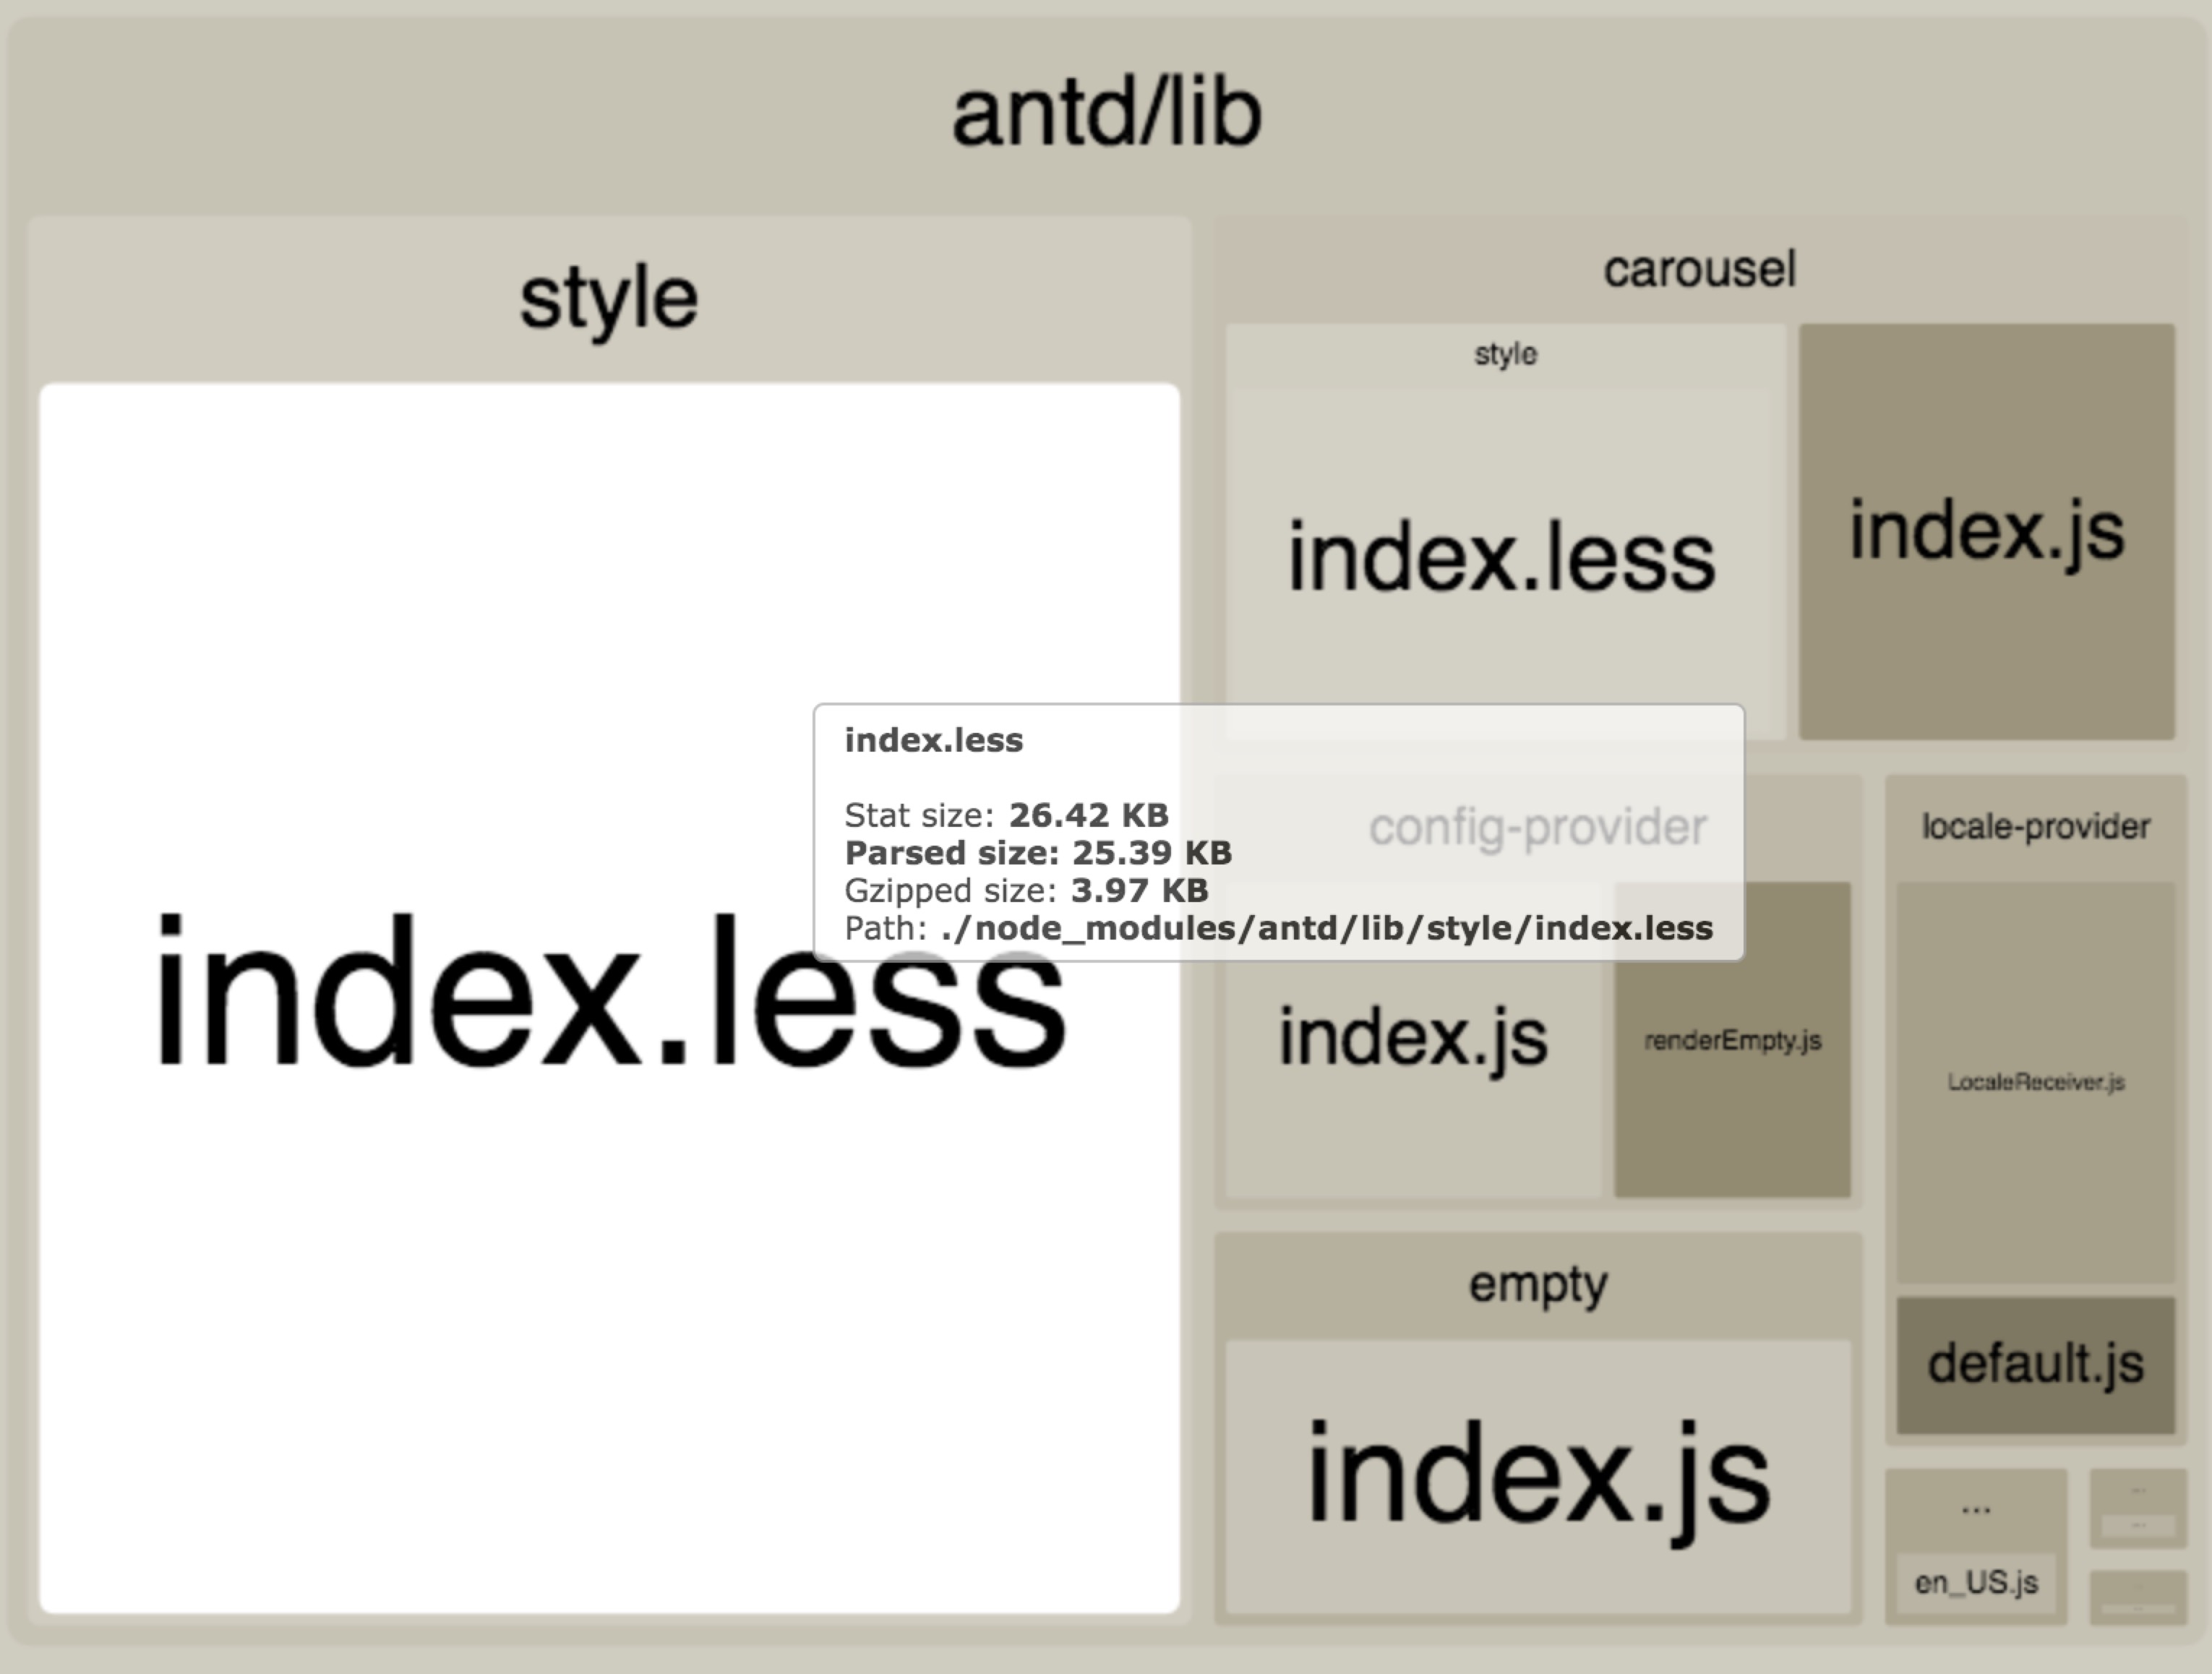 antd/lib
style
index.less
carousel
style
index.less
index.js
index.less
Stat size: 26.42 KB
Parsed size: 25.39 KB
Gzipped size: 3.97 KB
Path: ./node_modules/antd/lib/style/index.less
config-provider
index.js
renderEmpty.js
locale-provider
LocaleReceiver.js
default.js
empty
index.js
...
en_US.js